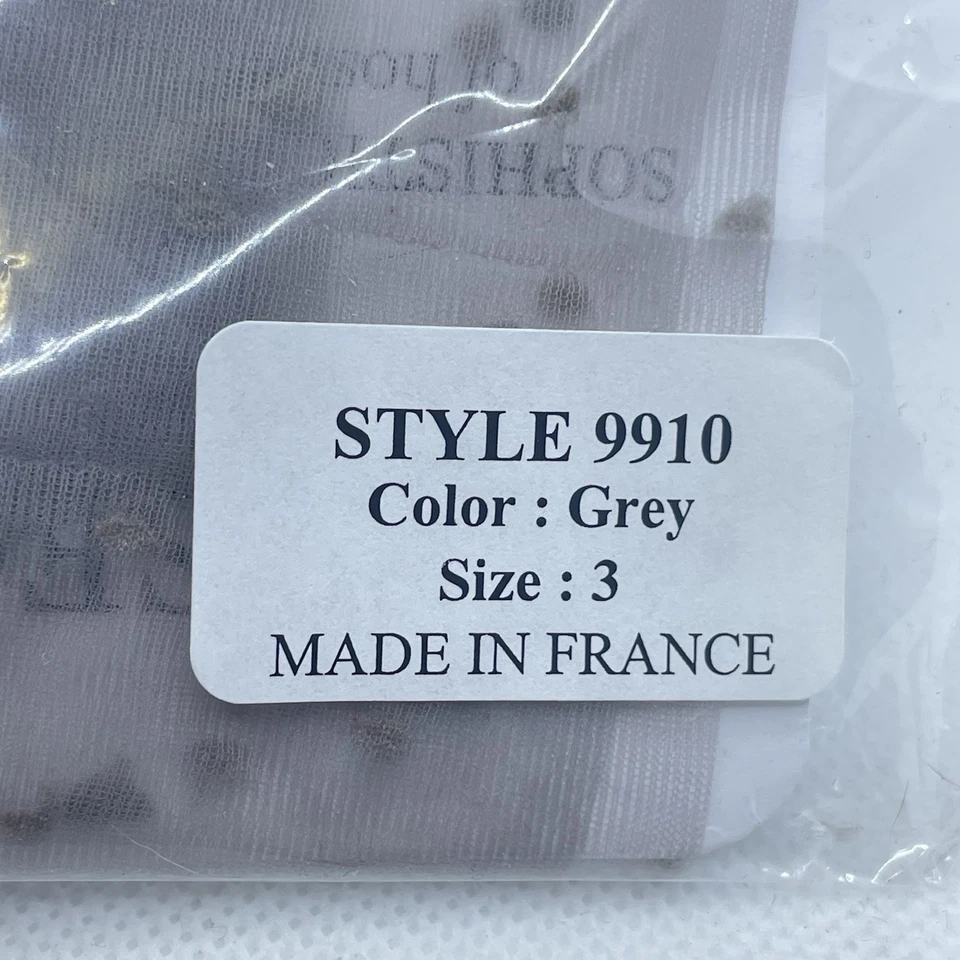 STYLE 9910
Color : Grey
Size : 3
MADE IN FRANCE